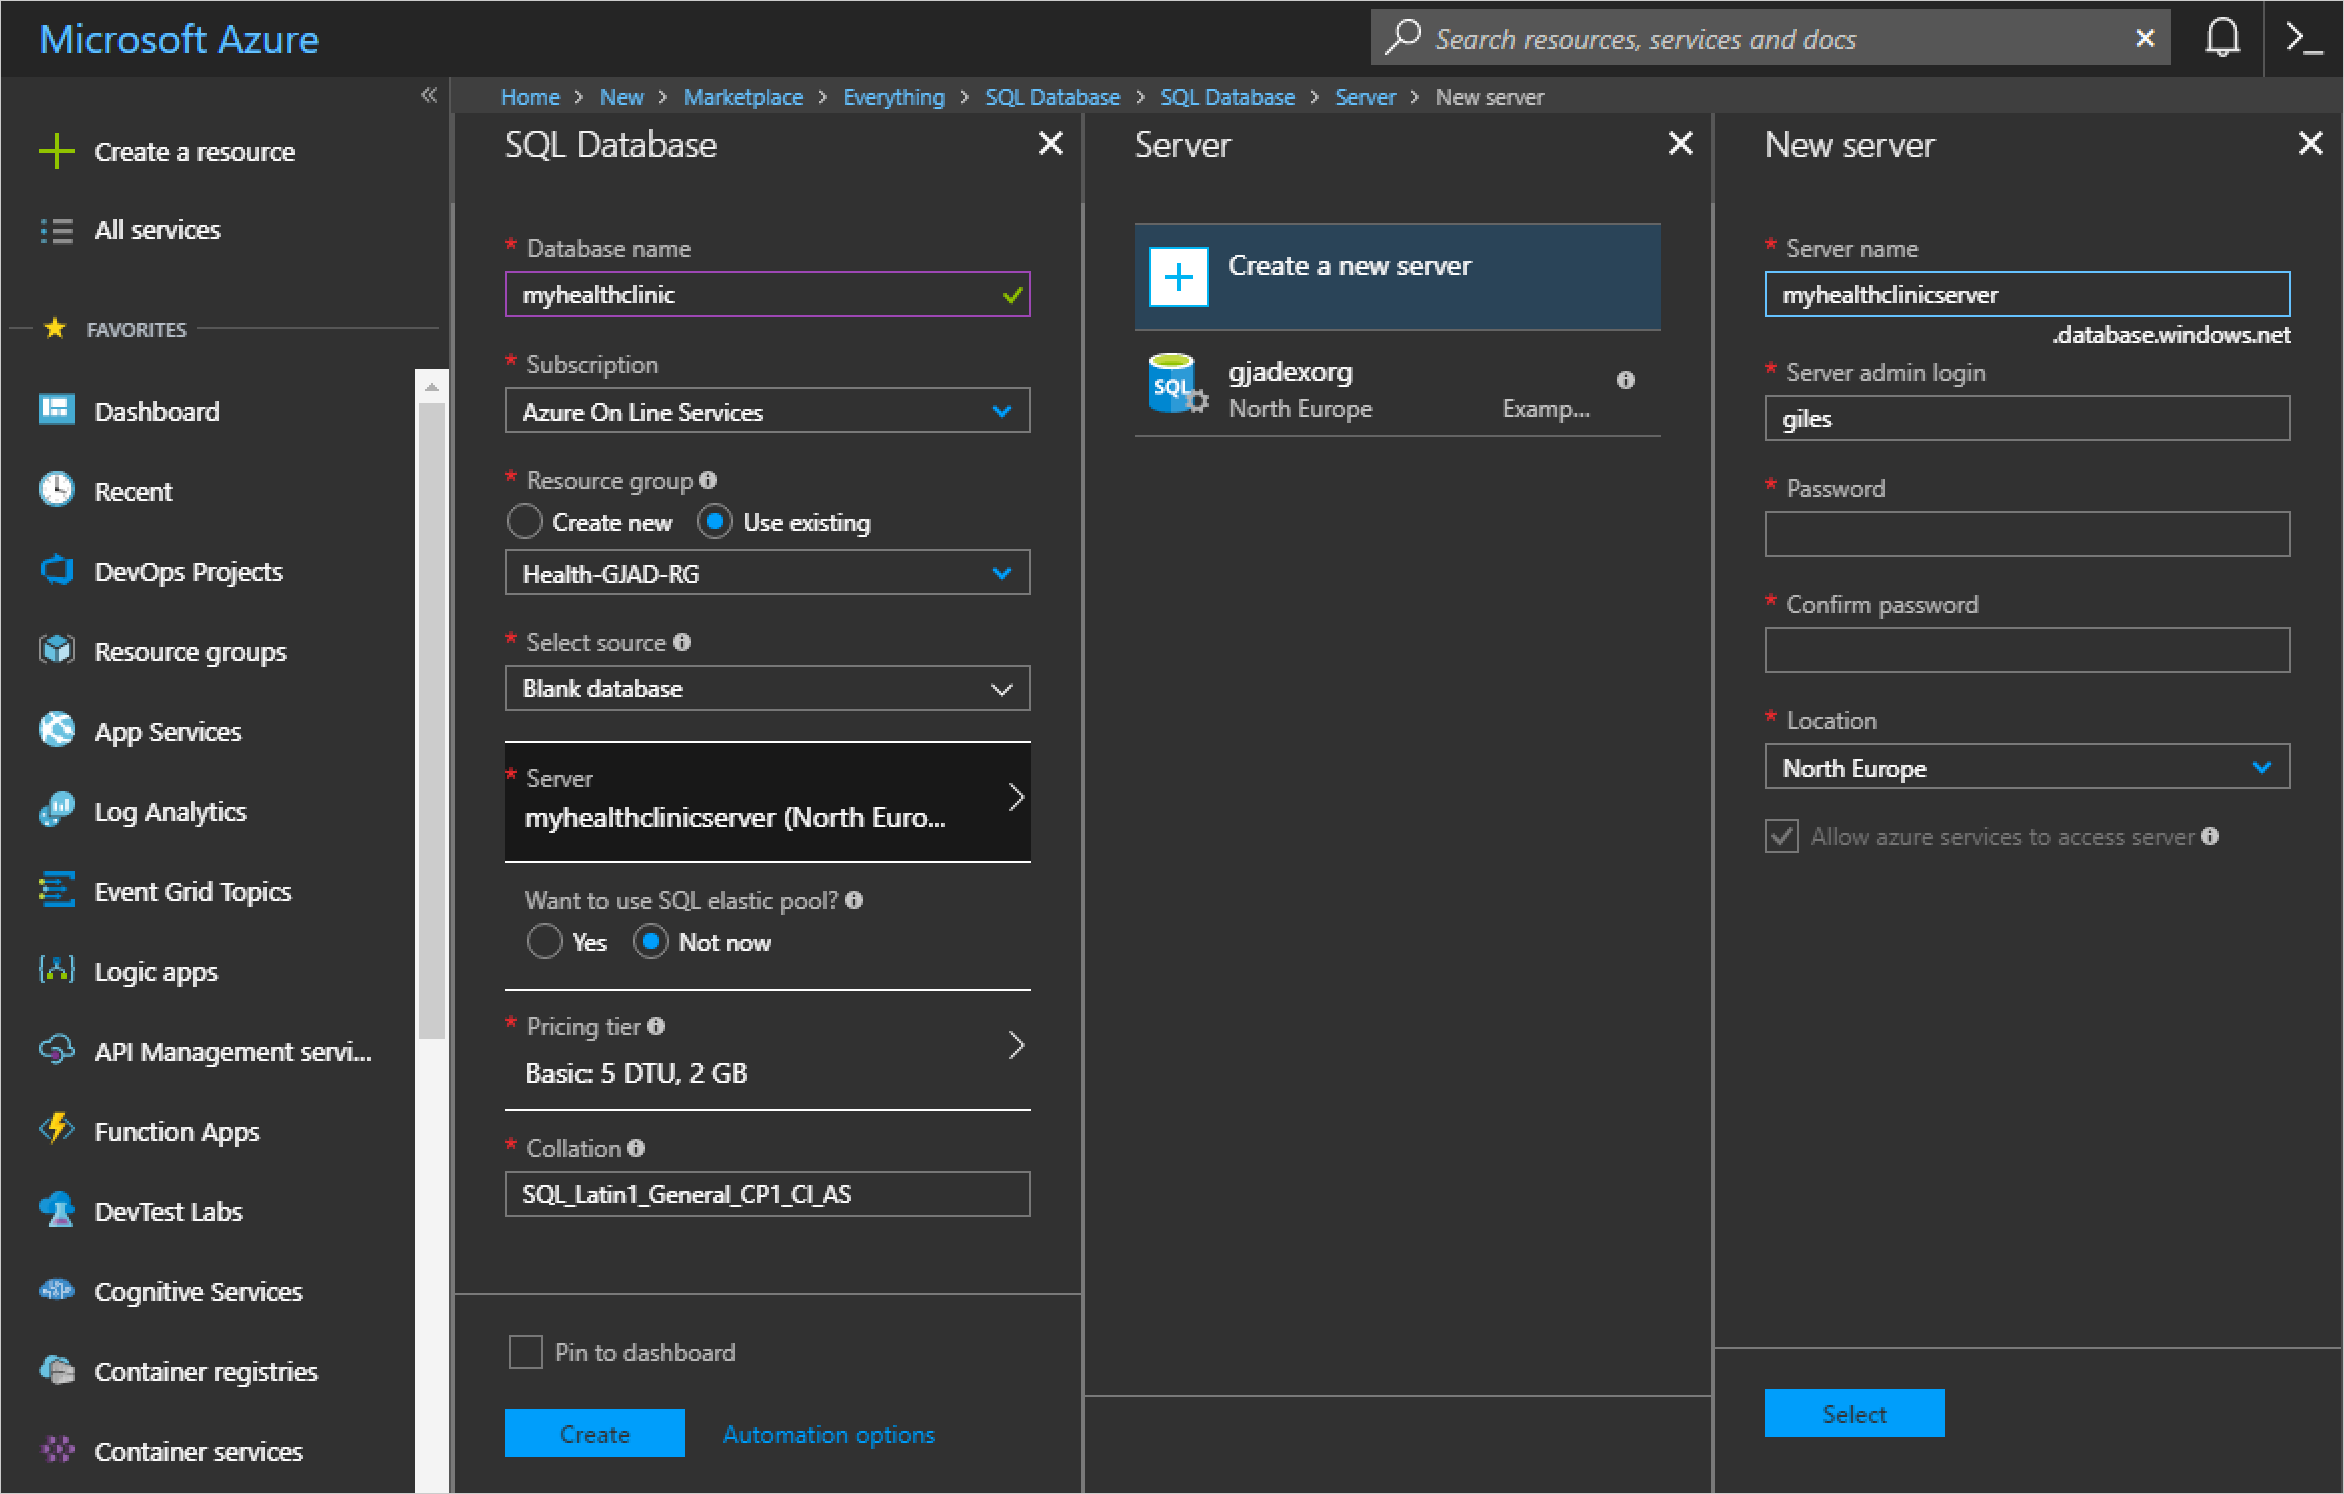 Microsoft Azure
Search resources, services and docs
Home > New > Marketplace > Everything > SQL Database > SQL Database > Server > New server
Create a resource
All services
FAVORITES
Dashboard
Recent
DevOps Projects
Resource groups
App Services
Log Analytics
Event Grid Topics
Logic apps
API Management servi...
Function Apps
DevTest Labs
Cognitive Services
Container registries
Container services
SQL Database
* Database name
myhealthclinic
* Subscription
Azure On Line Services
* Resource group
Create new Use existing
Health-GJAD-RG
* Select source
Blank database
* Server
myhealthclinicserver (North Euro...
Want to use SQL elastic pool?
Yes Not now
* Pricing tier
Basic: 5 DTU, 2 GB
* Collation
SQL_Latin1_General_CP1_CI_AS
Pin to dashboard
Create Automation options
Server
Create a new server
SQL
gjadexorg
North Europe Examp...
New server
* Server name
myhealthclinicserver
.database.windows.net
* Server admin login
giles
* Password
* Confirm password
* Location
North Europe
Allow azure services to access server
Select